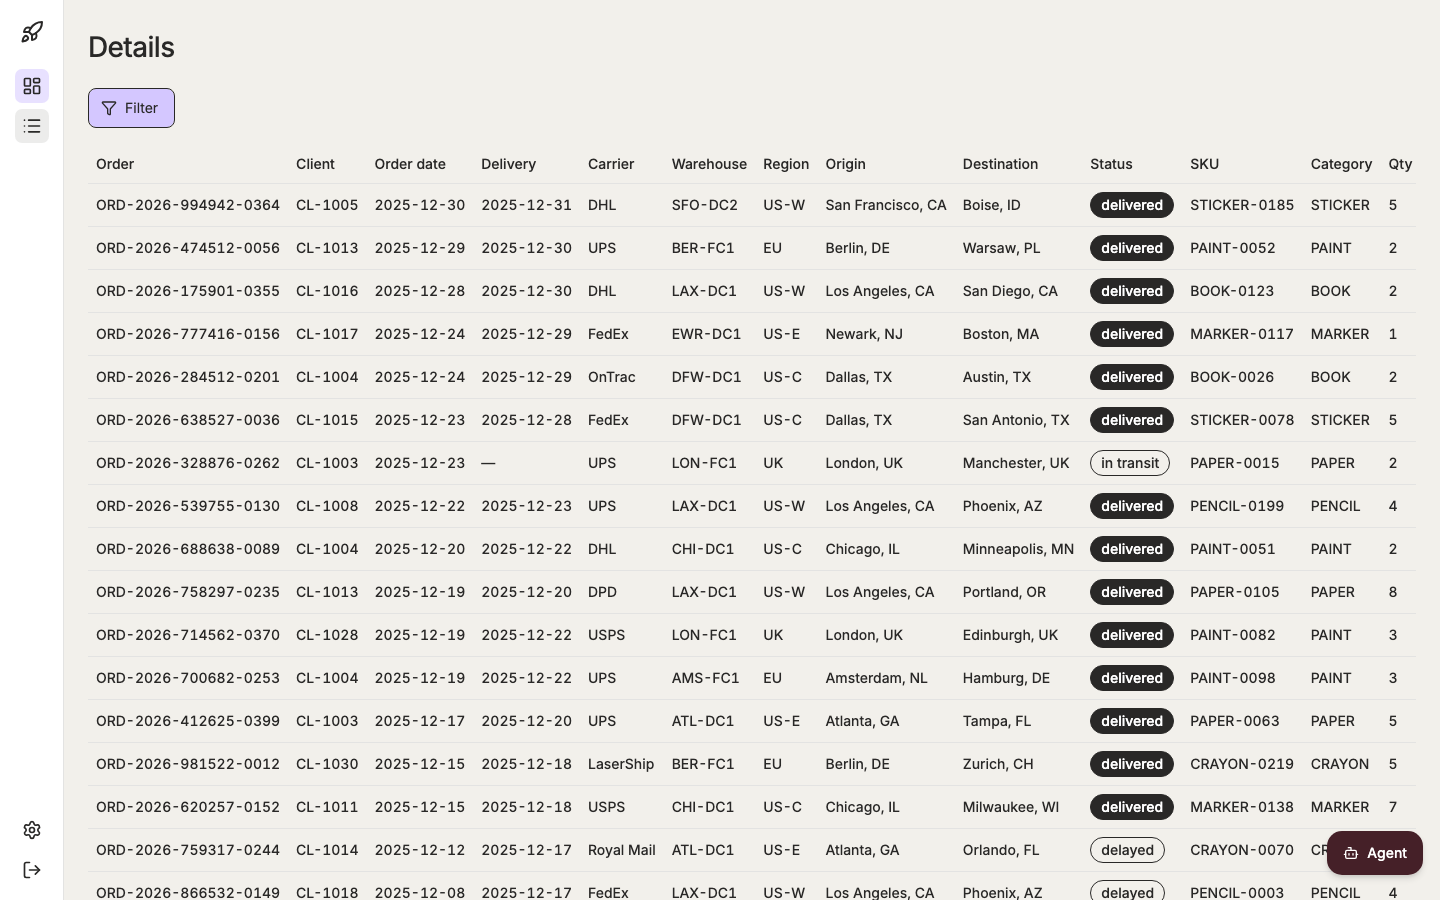 Details
Filter
Order Client Order date Delivery Carrier Warehouse Region Origin Destination Status SKU Category Qty
ORD-2026-994942-0364 CL-1005 2025-12-30 2025-12-31 DHL SFO-DC2 US-W San Francisco, CA Boise, ID delivered STICKER-0185 STICKER 5
ORD-2026-474512-0056 CL-1013 2025-12-29 2025-12-30 UPS BER-FC1 EU Berlin, DE Warsaw, PL delivered PAINT-0052 PAINT 2
ORD-2026-175901-0355 CL-1016 2025-12-28 2025-12-30 DHL LAX-DC1 US-W Los Angeles, CA San Diego, CA delivered BOOK-0123 BOOK 2
ORD-2026-777416-0156 CL-1017 2025-12-24 2025-12-29 FedEx EWR-DC1 US-E Newark, NJ Boston, MA delivered MARKER-0117 MARKER 1
ORD-2026-284512-0201 CL-1004 2025-12-24 2025-12-29 OnTrac DFW-DC1 US-C Dallas, TX Austin, TX delivered BOOK-0026 BOOK 2
ORD-2026-638527-0036 CL-1015 2025-12-23 2025-12-28 FedEx DFW-DC1 US-C Dallas, TX San Antonio, TX delivered STICKER-0078 STICKER 5
ORD-2026-328876-0262 CL-1003 2025-12-23 — UPS LON-FC1 UK London, UK Manchester, UK in transit PAPER-0015 PAPER 2
ORD-2026-539755-0130 CL-1008 2025-12-22 2025-12-23 UPS LAX-DC1 US-W Los Angeles, CA Phoenix, AZ delivered PENCIL-0199 PENCIL 4
ORD-2026-688638-0089 CL-1004 2025-12-20 2025-12-22 DHL CHI-DC1 US-C Chicago, IL Minneapolis, MN delivered PAINT-0051 PAINT 2
ORD-2026-758297-0235 CL-1013 2025-12-19 2025-12-20 DPD LAX-DC1 US-W Los Angeles, CA Portland, OR delivered PAPER-0105 PAPER 8
ORD-2026-714562-0370 CL-1028 2025-12-19 2025-12-22 USPS LON-FC1 UK London, UK Edinburgh, UK delivered PAINT-0082 PAINT 3
ORD-2026-700682-0253 CL-1004 2025-12-19 2025-12-22 UPS AMS-FC1 EU Amsterdam, NL Hamburg, DE delivered PAINT-0098 PAINT 3
ORD-2026-412625-0399 CL-1003 2025-12-17 2025-12-20 UPS ATL-DC1 US-E Atlanta, GA Tampa, FL delivered PAPER-0063 PAPER 5
ORD-2026-981522-0012 CL-1030 2025-12-15 2025-12-18 LaserShip BER-FC1 EU Berlin, DE Zurich, CH delivered CRAYON-0219 CRAYON 5
ORD-2026-620257-0152 CL-1011 2025-12-15 2025-12-18 USPS CHI-DC1 US-C Chicago, IL Milwaukee, WI delivered MARKER-0138 MARKER 7
ORD-2026-759317-0244 CL-1014 2025-12-12 2025-12-17 Royal Mail ATL-DC1 US-E Atlanta, GA Orlando, FL delayed CRAYON-0070
Agent
ORD-2026-866532-0149 CL-1018 2025-12-08 2025-12-17 FedEx LAX-DC1 US-W Los Angeles, CA Phoenix, AZ delayed PENCIL-0003 PENCIL 4